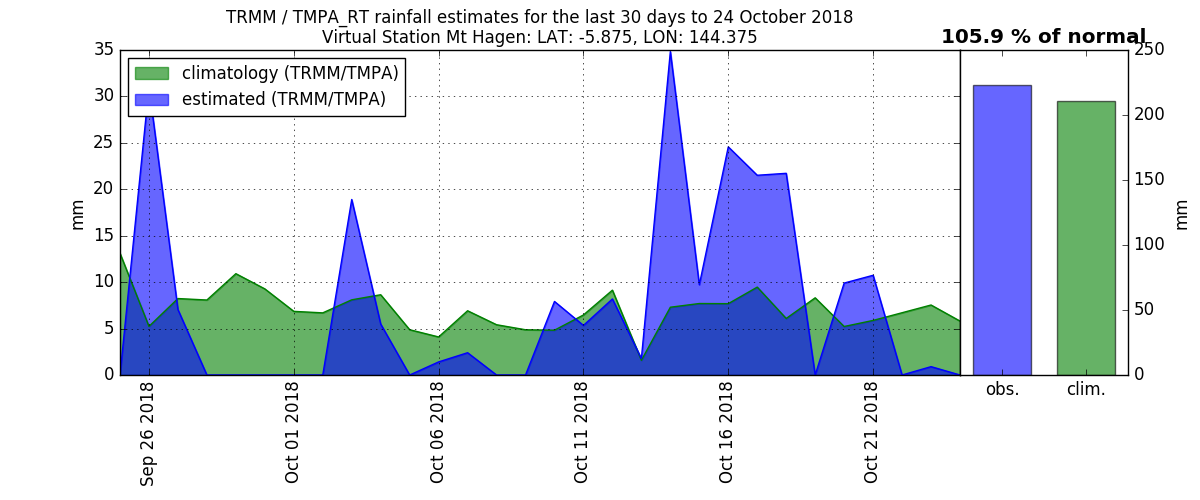 TRMM / TMPA_RT rainfall estimates for the last 30 days to 24 October 2018
Virtual Station Mt Hagen: LAT: -5.875, LON: 144.375
105.9 % of normal
climatology (TRMM/TMPA)
estimated (TRMM/TMPA)
35
30
25
20
15
10
5
0
mm
Sep 26 2018
Oct 01 2018
Oct 06 2018
Oct 11 2018
Oct 16 2018
Oct 21 2018
250
200
150
100
50
0
mm
obs.
clim.